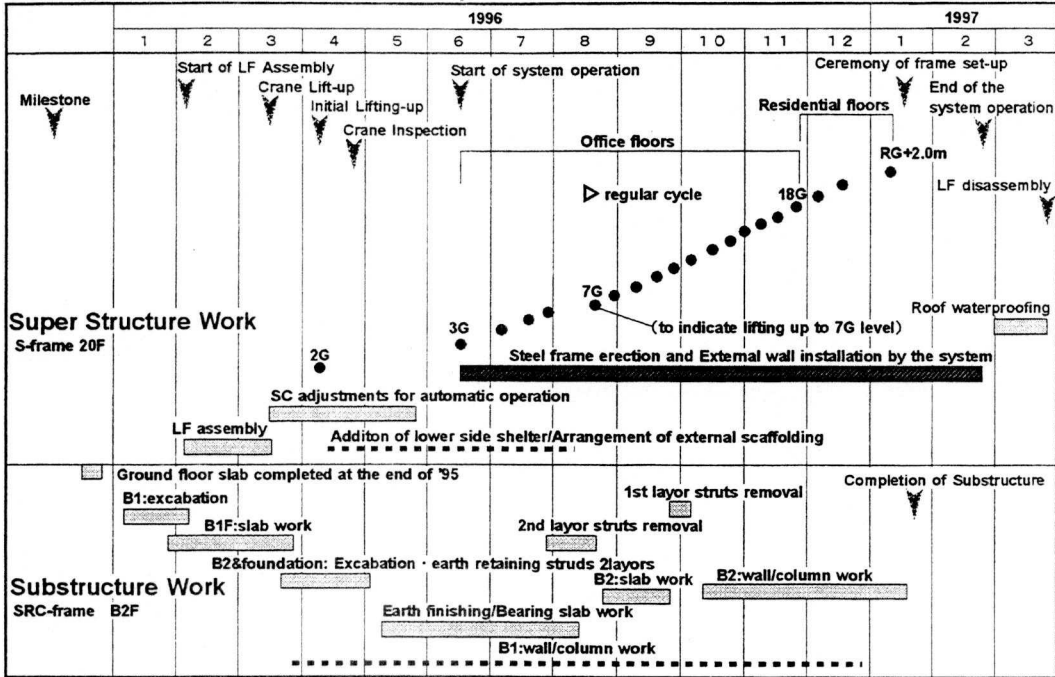 1996 1997
1 2 3 4 5 6 7 8 9 10 11 12 1 2 3
Milestone
Start of LF Assembly
Crane Lift-up
Initial Lifting-up
Crane Inspection
Start of system operation
Ceremony of frame set-up
End of the
system operation
Residential floors
Office floors
RG+2.0m
LF disassembly
18G
regular cycle
7G
(to indicate lifting up to 7G level)
Roof waterproofing
3G
2G
Super Structure Work
S-frame 20F
Steel frame erection and External wall installation by the system
SC adjustments for automatic operation
LF assembly
Additon of lower side shelter/Arrangement of external scaffolding
Ground floor slab completed at the end of '95
Completion of Substructure
B1:excabation
1st layor struts removal
B1F:slab work
2nd layor struts removal
B2&foundation: Excabation · earth retaining struds 2layors
B2:slab work
B2:wall/column work
Substructure Work
SRC-frame B2F
Earth finishing/Bearing slab work
B1:wall/column work